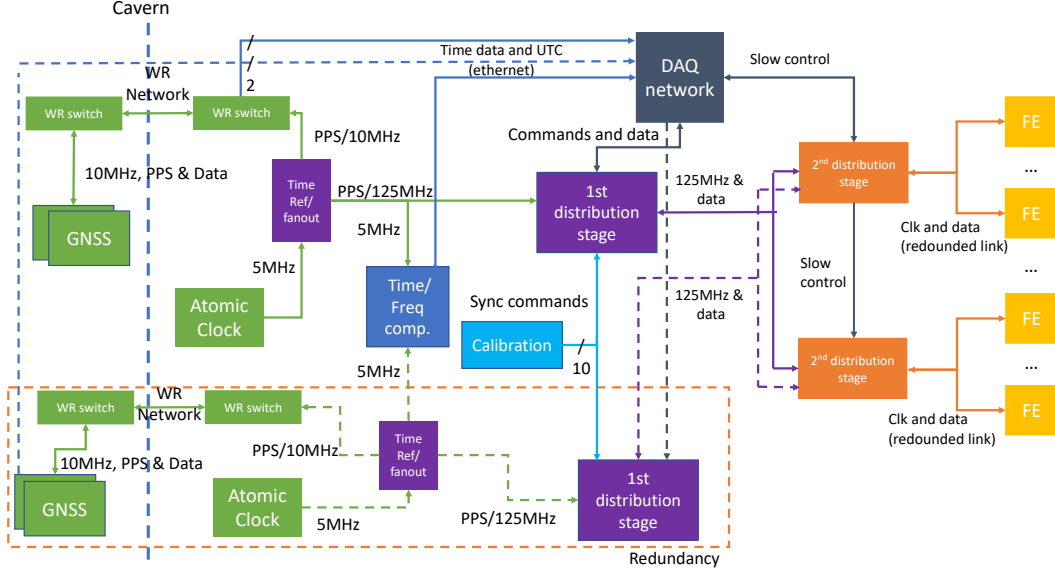 Cavern
WR
Network
2
Time data and UTC
(ethernet)
DAQ
network
Slow control
WR switch
WR switch
FE
...
PPS/10MHz
Commands and data
10MHz, PPS & Data
Time
Ref/
fanout
PPS/125MHz
1st
distribution
stage
125MHz &
data
2nd distribution
stage
FE
GNSS
5MHz
Clk and data
(redounded link)
5MHz
Slow
control
...
Atomic
Clock
Time/
Freq
comp.
Sync commands
125MHz &
data
FE
Calibration
10
2nd distribution
stage
...
5MHz
WR switch
WR
Network
WR switch
FE
Clk and data
(redounded link)
10MHz, PPS & Data
PPS/10MHz
Time
Ref/
fanout
1st
distribution
stage
GNSS
Atomic
Clock
5MHz
PPS/125MHz
Redundancy